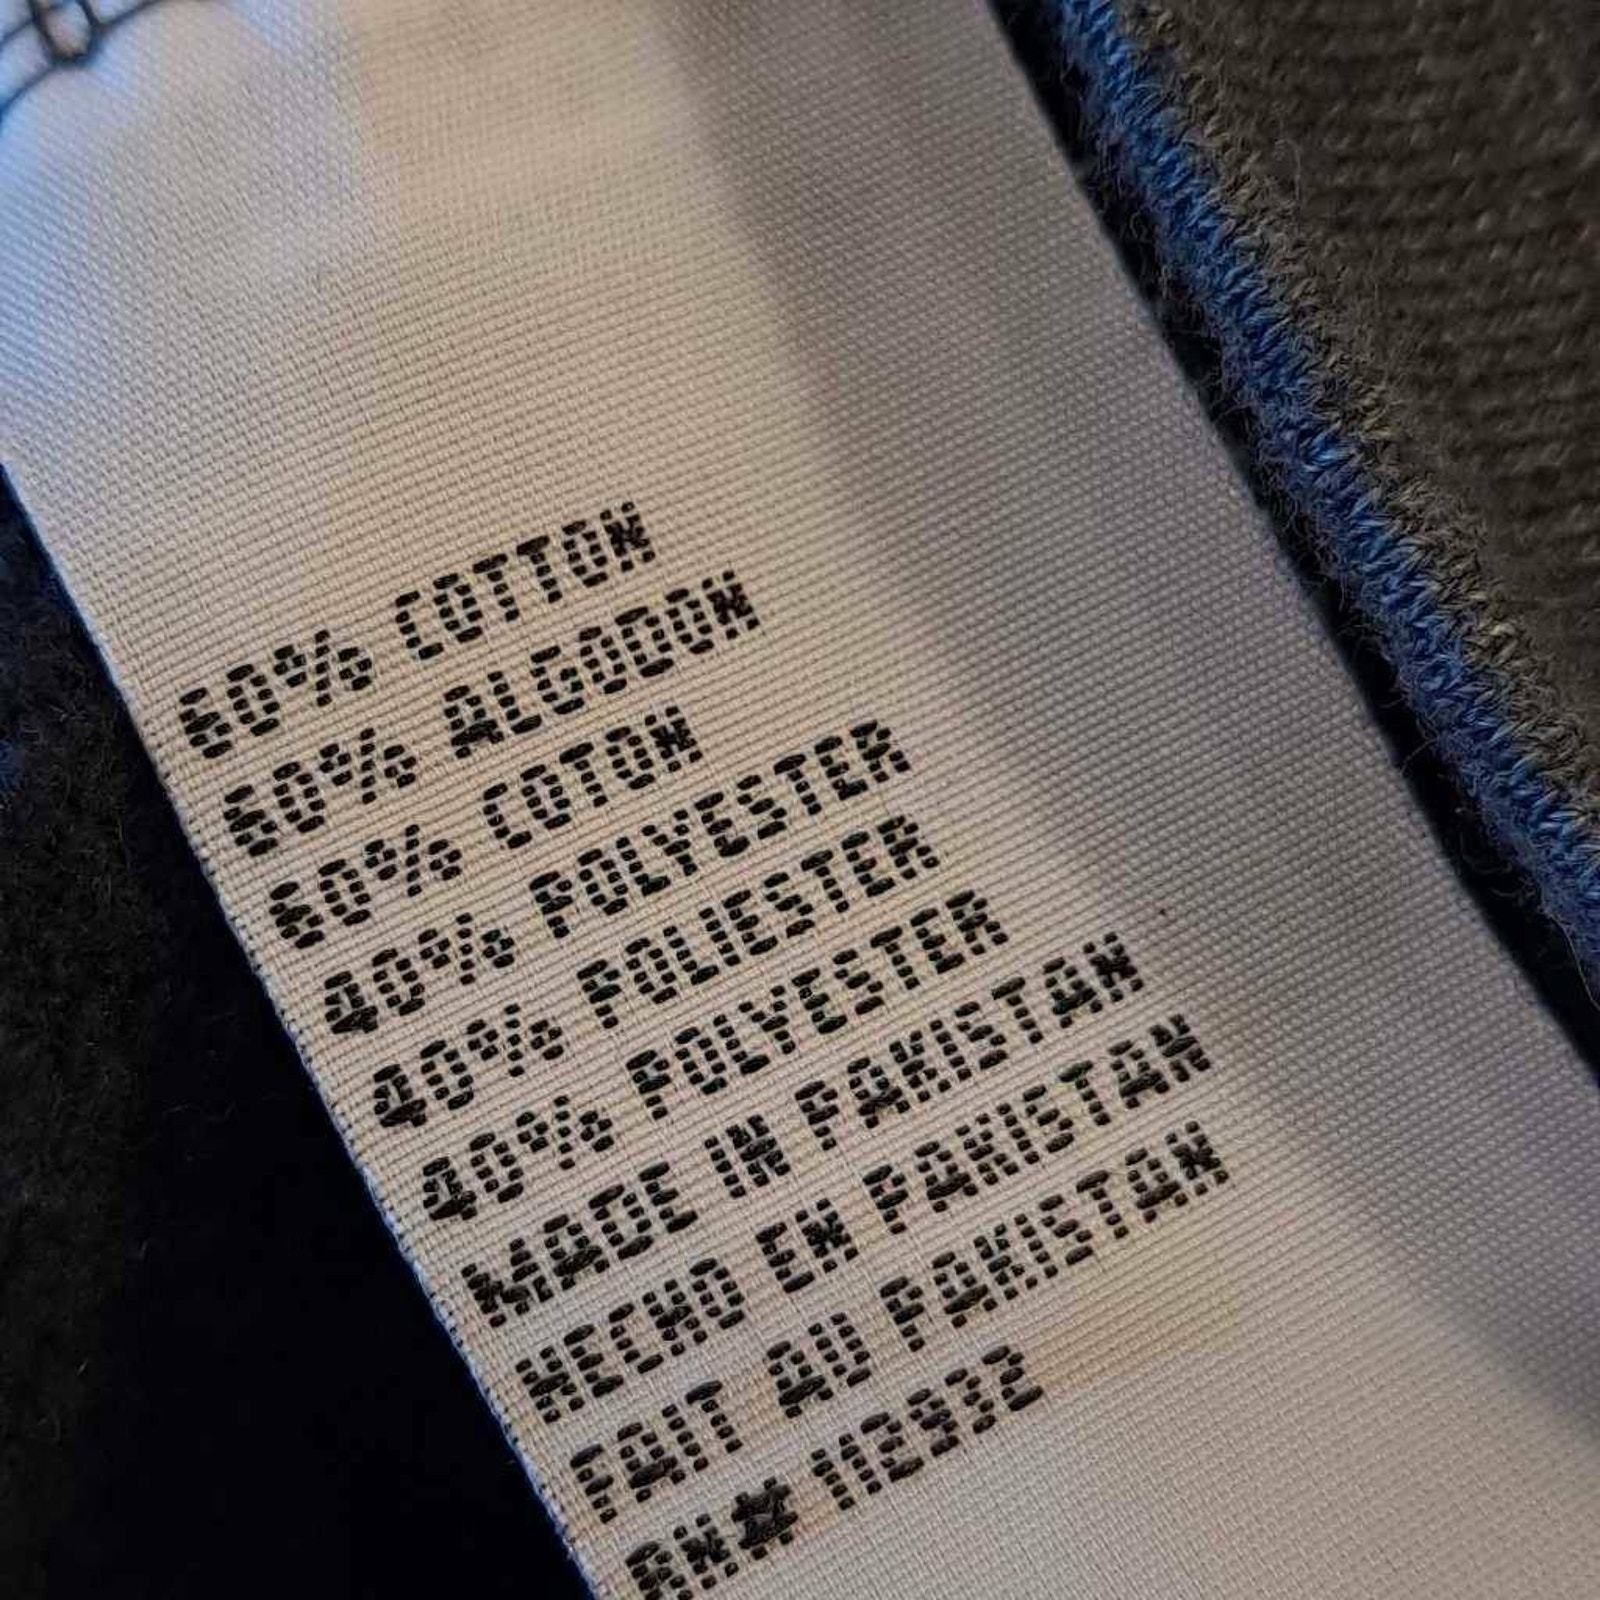 60% COTTON
60% ALGODON
60% COTON
40% POLYESTER
40% POLIESTER
40% POLYESTER
MADE IN PAKISTAN
HECHO EN PAKISTAN
FAIT AU PAKISTAN
RN# 112932